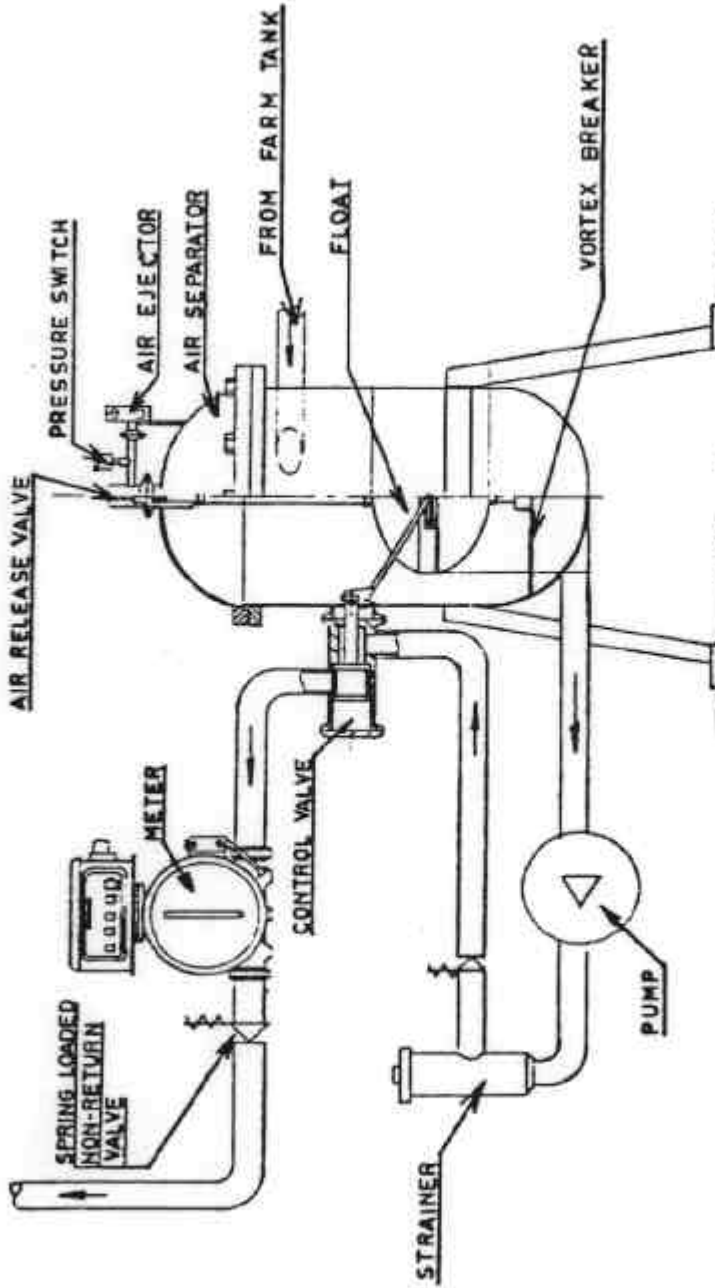 AIR RELEASE VALVE
PRESSURE SWITCH
AIR EJECTOR
AIR SEPARATOR
FROM FARM TANK
FLOAT
VORTEX BREAKER
METER
CONTROL VALVE
SPRING LOADED
NON-RETURN
VALVE
PUMP
STRAINER